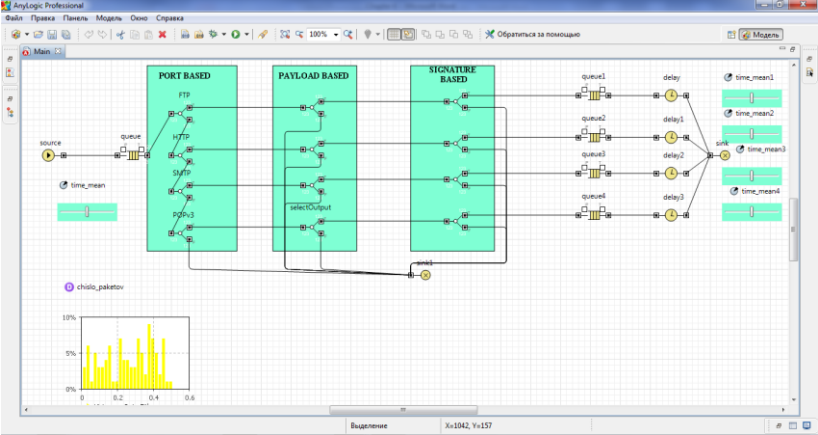 AnyLogic Professional
Файл Правка Панель Модель Окно Справка
100% Обратиться за помощью Модель
Main
PORT BASED
PAYLOAD BASED
SIGNATURE BASED
FTP
HTTP
SMTP
POPv3
source
queue
time_mean
selectOutput
queue1
queue2
queue3
queue4
delay
delay1
delay2
delay3
sink
sink1
time_mean1
time_mean2
time_mean3
time_mean4
chislo_paketov
10%
5%
0%
0 0.2 0.4 0.6
Выделение X=1042, Y=157